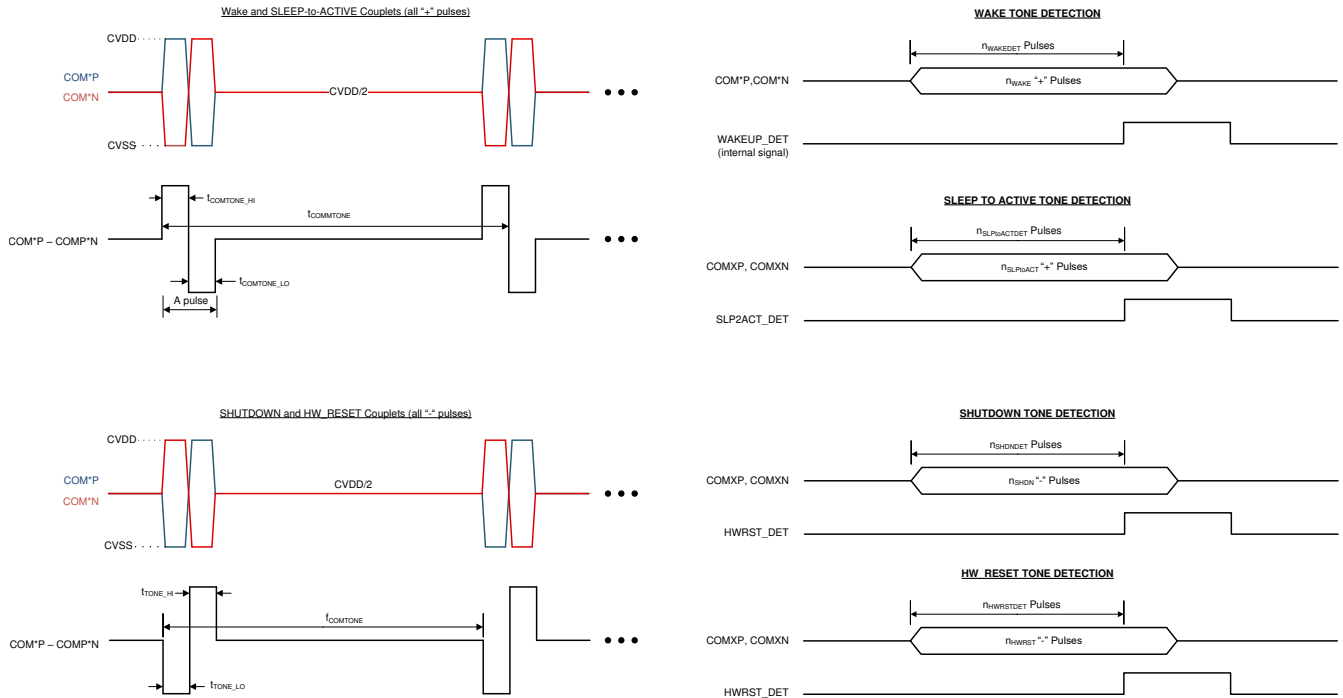 Wake and SLEEP-to-ACTIVE Couplets (all “+” pulses)
CVDD
COM*P
COM*N
CVDD/2
CVSS
tCOMTONE_HI
tCOMMTONE
COM*P – COMP*N
tCOMTONE_LO
A pulse
WAKE TONE DETECTION
nWAKEDET Pulses
COM*P,COM*N
nWAKE “+” Pulses
WAKEUP_DET
(internal signal)
SLEEP TO ACTIVE TONE DETECTION
nSLPtoACTDET Pulses
COMXP, COMXN
nSLPtoACT “+” Pulses
SLP2ACT_DET
SHUTDOWN and HW_RESET Couplets (all “-“ pulses)
CVDD
COM*P
COM*N
CVDD/2
CVSS
tTONE_HI
fCOMTONE
COM*P – COMP*N
tTONE_LO
SHUTDOWN TONE DETECTION
nSHDNDET Pulses
COMXP, COMXN
nSHDN “-” Pulses
HWRST_DET
HW_RESET TONE DETECTION
nHWRSTDET Pulses
COMXP, COMXN
nHWRST “-” Pulses
HWRST_DET